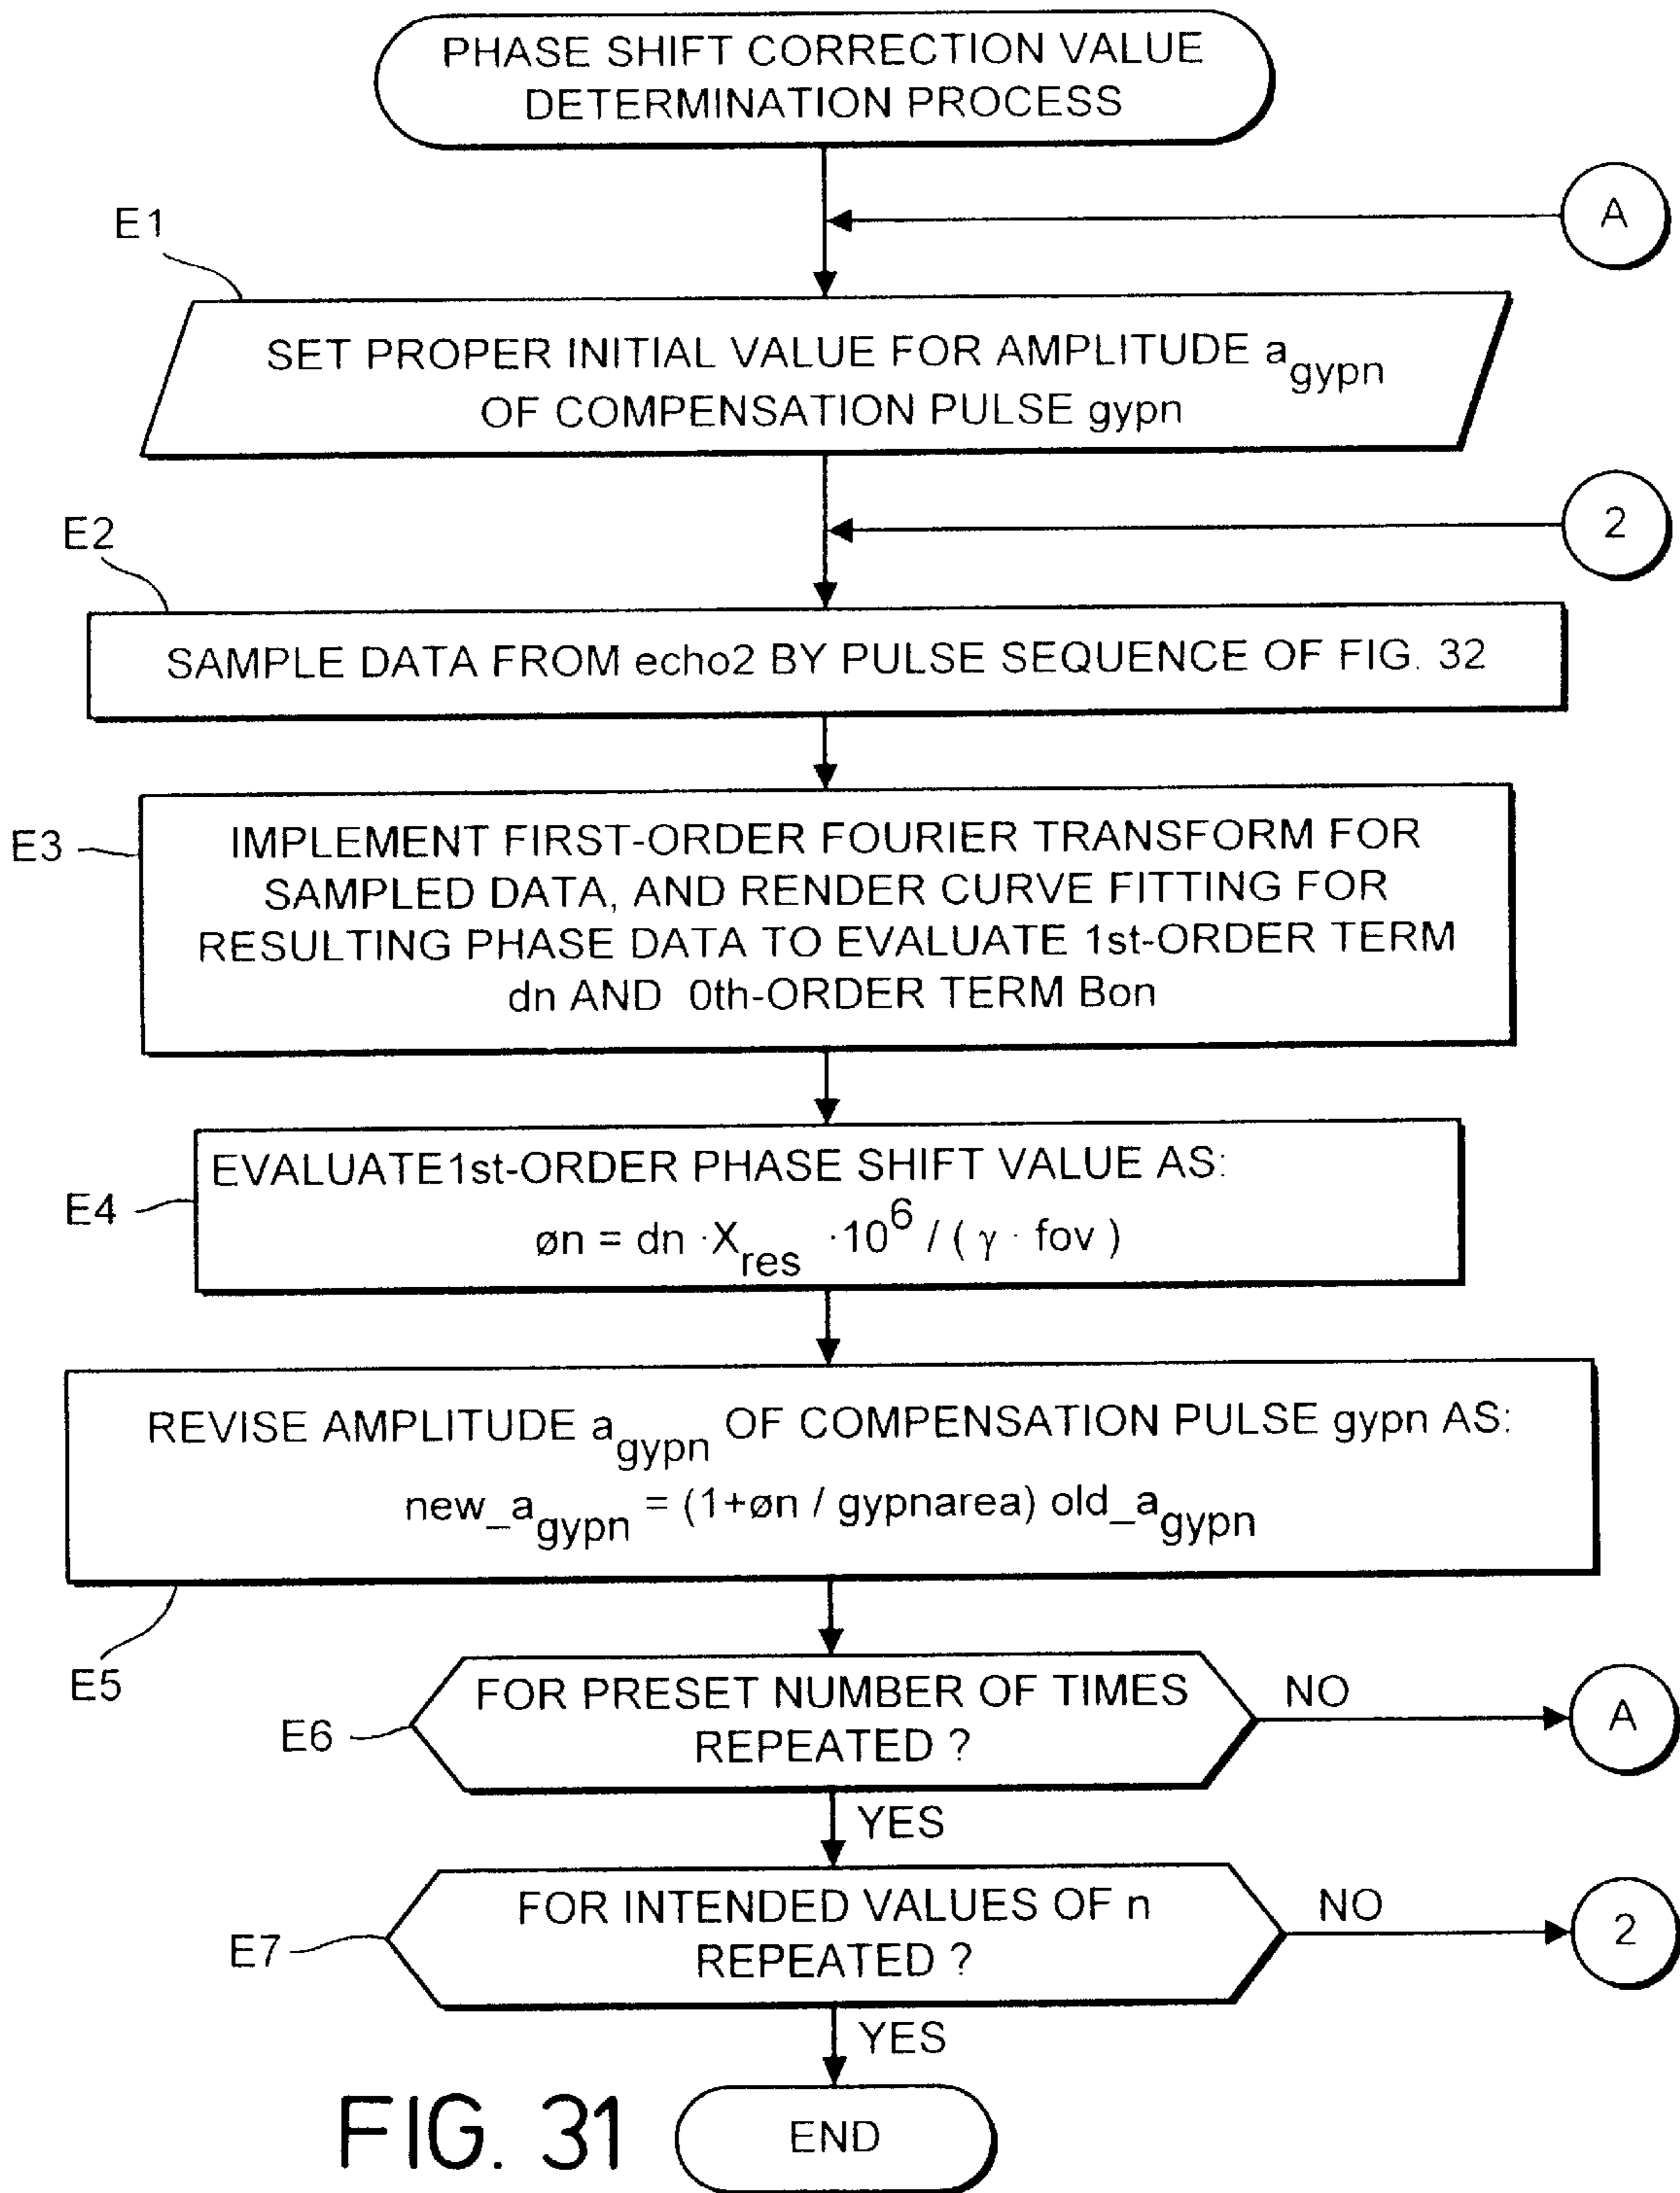 PHASE SHIFT CORRECTION VALUE
DETERMINATION PROCESS
A
E1
SET PROPER INITIAL VALUE FOR AMPLITUDE a_gypn
OF COMPENSATION PULSE gypn
2
E2
SAMPLE DATA FROM echo2 BY PULSE SEQUENCE OF FIG. 32
E3
IMPLEMENT FIRST-ORDER FOURIER TRANSFORM FOR
SAMPLED DATA, AND RENDER CURVE FITTING FOR
RESULTING PHASE DATA TO EVALUATE 1st-ORDER TERM
dn AND 0th-ORDER TERM Bon
E4
EVALUATE1st-ORDER PHASE SHIFT VALUE AS:
øn = dn ·X_res ·10^6 / ( γ · fov )
REVISE AMPLITUDE a_gypn OF COMPENSATION PULSE gypn AS:
new_a_gypn = (1+øn / gypnarea) old_a_gypn
E5
E6
FOR PRESET NUMBER OF TIMES
REPEATED ?
NO
A
YES
E7
FOR INTENDED VALUES OF n
REPEATED ?
NO
2
YES
FIG. 31
END